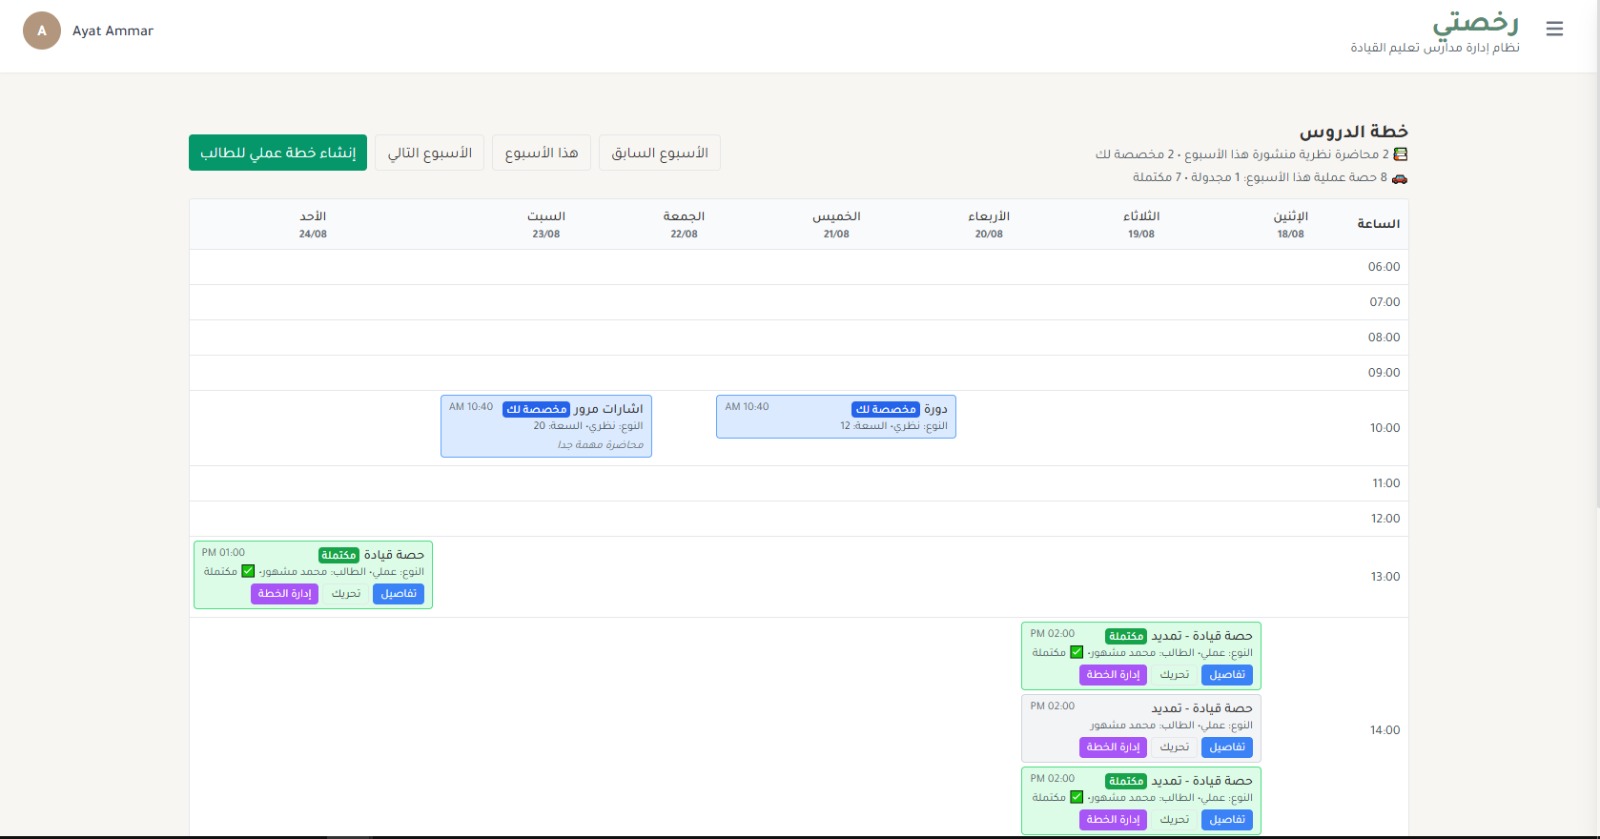 رخصتي
نظام إدارة مدارس تعليم القيادة
Ayat Ammar
A
خطة الدروس
2 محاضرة نظرية منشورة هذا الأسبوع • 2 مخصصة لك
8 حصة عملية هذا الأسبوع: 1 مجدولة • 7 مكتملة
الأسبوع السابق
هذا الأسبوع
الأسبوع التالي
إنشاء خطة عملي للطالب
الساعة
الإثنين
18/08
الثلاثاء
19/08
الأربعاء
20/08
الخميس
21/08
الجمعة
22/08
السبت
23/08
الأحد
24/08
06:00
07:00
08:00
09:00
10:00
دورة مخصصة لك 10:40 AM
النوع: نظري• السعة: 12
اشارات مرور مخصصة لك 10:40 AM
النوع: نظري• السعة: 20
محاضرة مهمة جدا
11:00
12:00
13:00
حصة قيادة مكتملة 01:00 PM
النوع: عملي• الطالب: محمد مشهور• ✅ مكتملة
تفاصيل تحريك إدارة الخطة
14:00
حصة قيادة - تمديد مكتملة 02:00 PM
النوع: عملي• الطالب: محمد مشهور• ✅ مكتملة
تفاصيل تحريك إدارة الخطة
حصة قيادة - تمديد 02:00 PM
النوع: عملي• الطالب: محمد مشهور
تفاصيل تحريك إدارة الخطة
حصة قيادة - تمديد مكتملة 02:00 PM
النوع: عملي• الطالب: محمد مشهور• ✅ مكتملة
تفاصيل تحريك إدارة الخطة